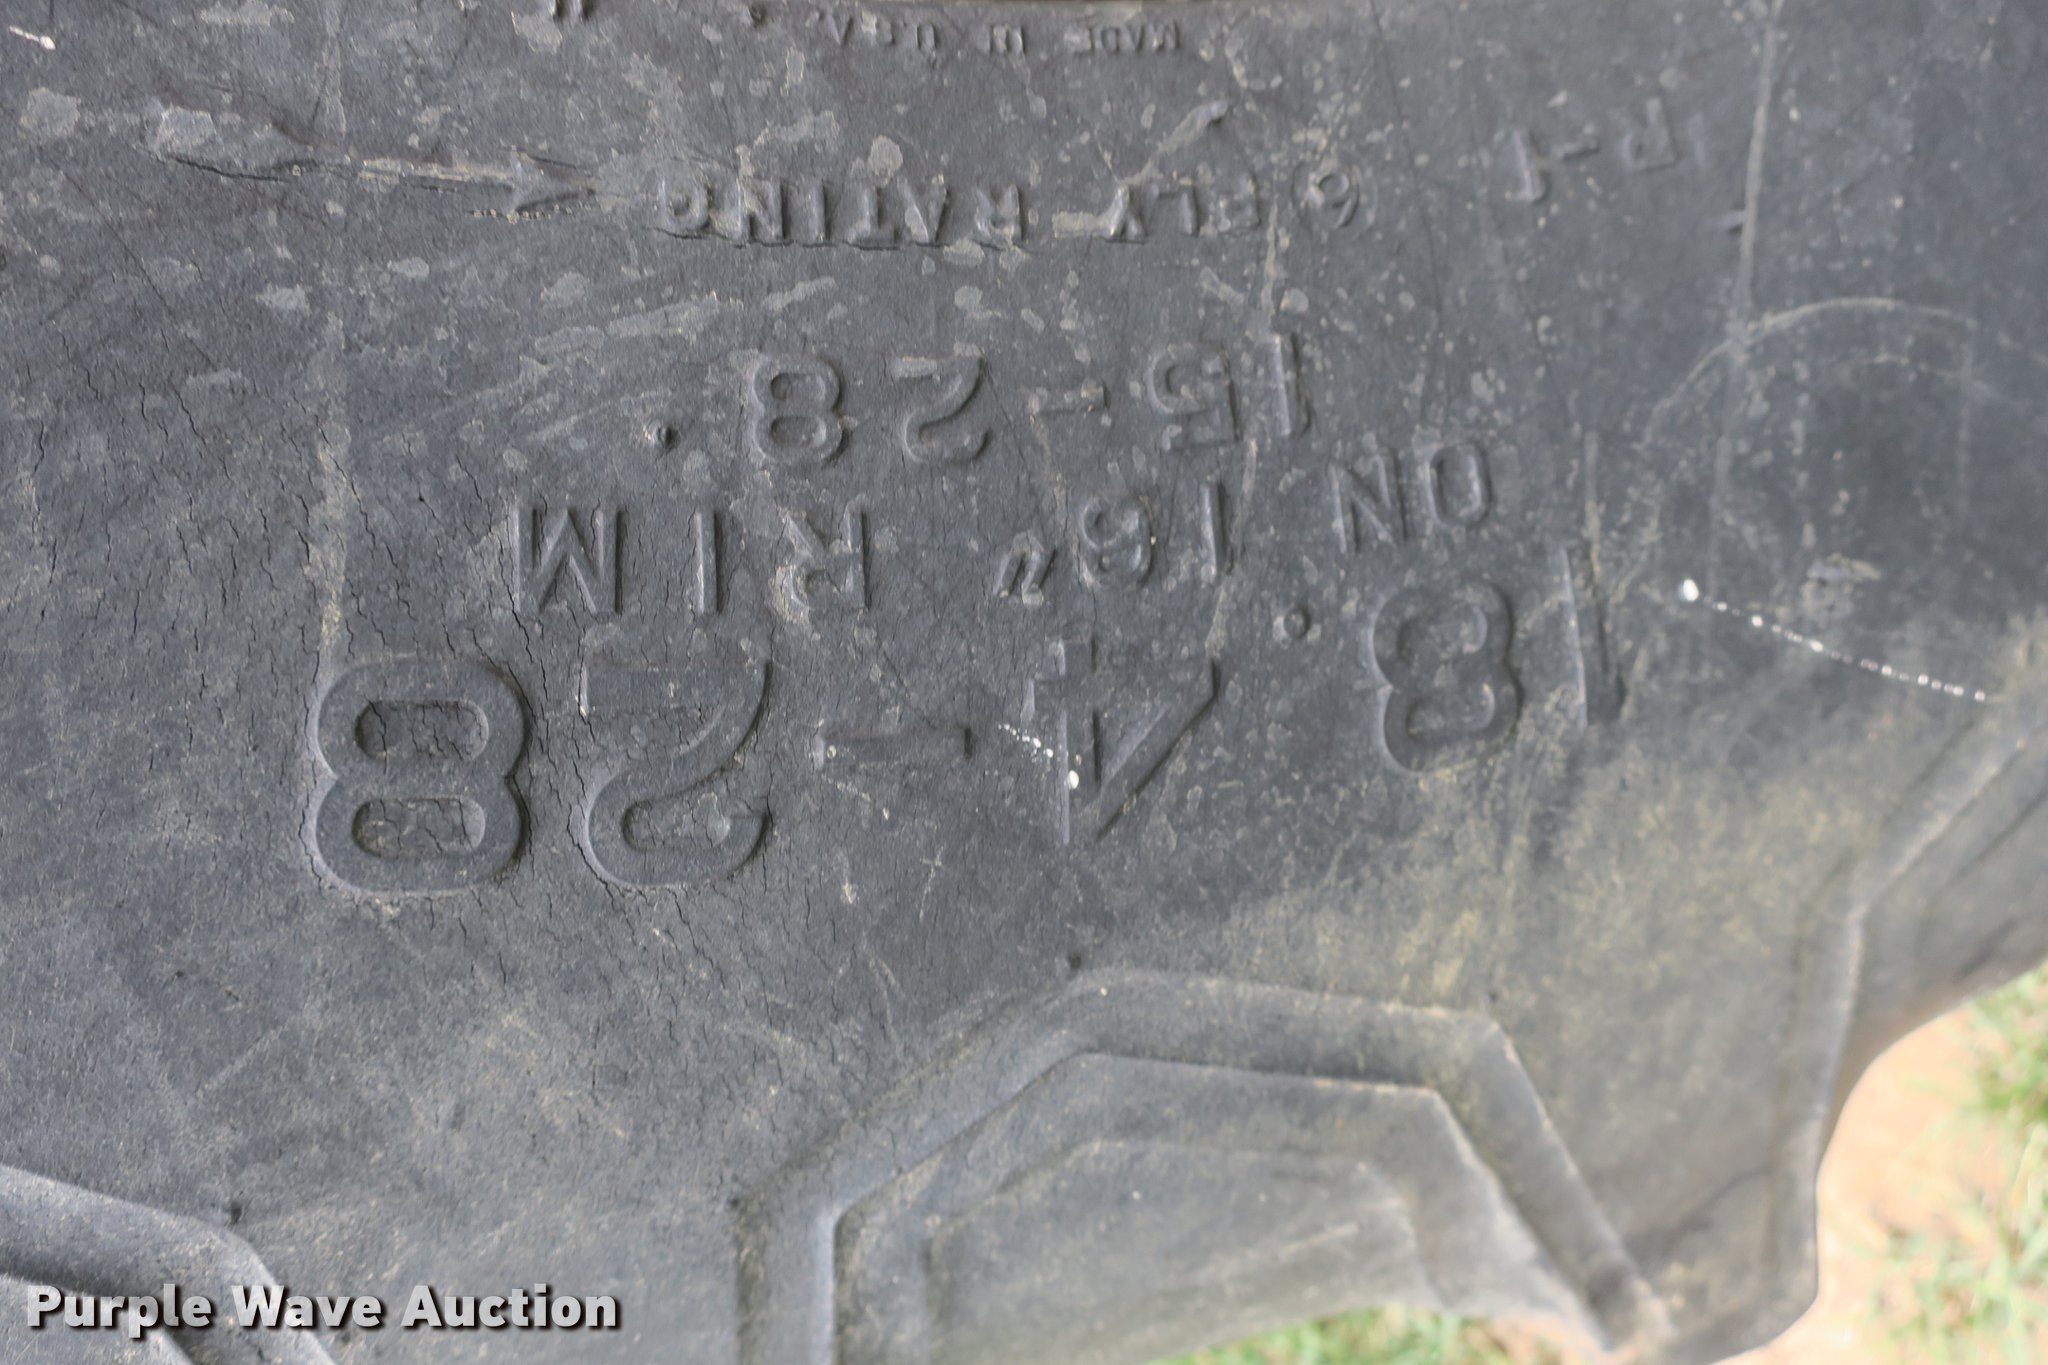 18.4-28
ON 16" RIM
15-28
R-1 6 PLY RATING
MADE IN U.S.A.
Purple Wave Auction